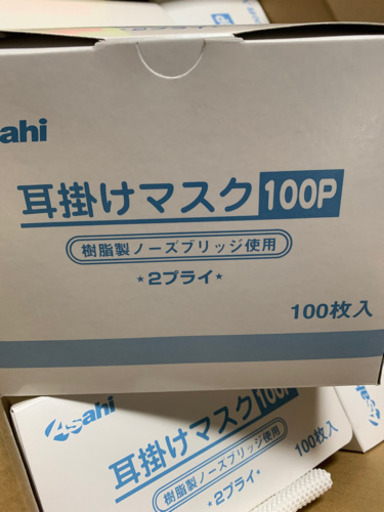 sahi
耳掛けマスク 100P
樹脂製ノーズブリッジ使用
★2プライ★
100枚入
Asahi
耳掛けマスク 100P
樹脂製ノーズブリッジ使用
★2プライ★
100枚入